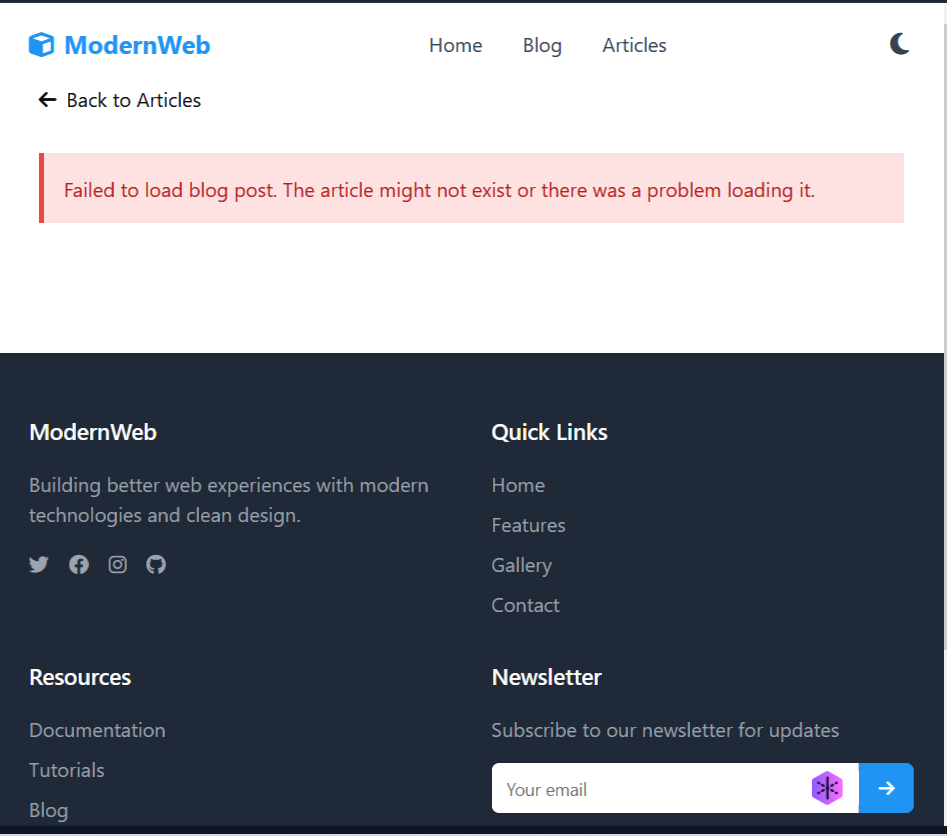 ModernWeb
Home
Blog
Articles
Back to Articles
Failed to load blog post. The article might not exist or there was a problem loading it.
ModernWeb
Building better web experiences with modern
technologies and clean design.
Quick Links
Home
Features
Gallery
Contact
Resources
Documentation
Tutorials
Blog
Newsletter
Subscribe to our newsletter for updates
Your email